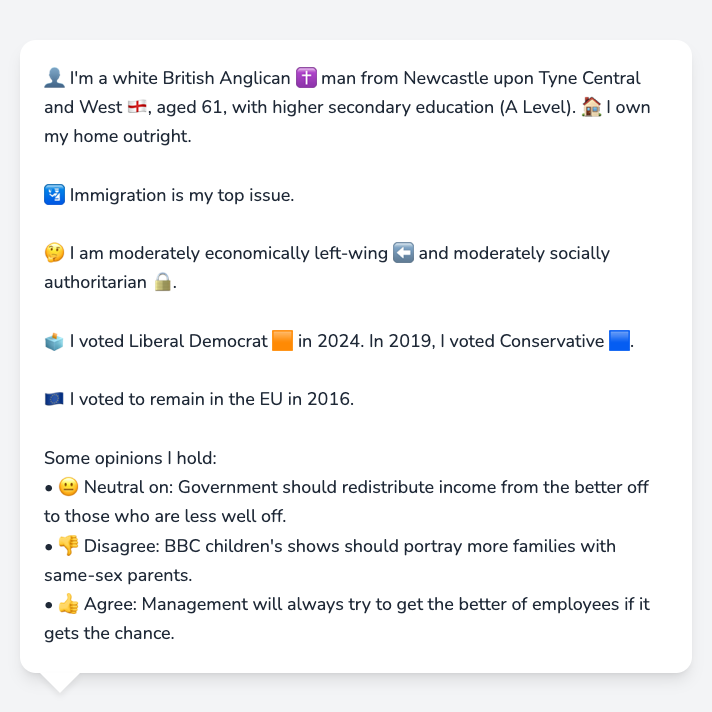 👤 I'm a white British Anglican ✝️ man from Newcastle upon Tyne Central
and West 🏴󠁧󠁢󠁥󠁮󠁧󠁿, aged 61, with higher secondary education (A Level). 🏠 I own
my home outright.
🛂 Immigration is my top issue.
🤔 I am moderately economically left-wing ⬅️ and moderately socially
authoritarian 🔒.
🗳️ I voted Liberal Democrat 🟧 in 2024. In 2019, I voted Conservative 🟦.
🇪🇺 I voted to remain in the EU in 2016.
Some opinions I hold:
• 😐 Neutral on: Government should redistribute income from the better off
to those who are less well off.
• 👎 Disagree: BBC children's shows should portray more families with
same-sex parents.
• 👍 Agree: Management will always try to get the better of employees if it
gets the chance.